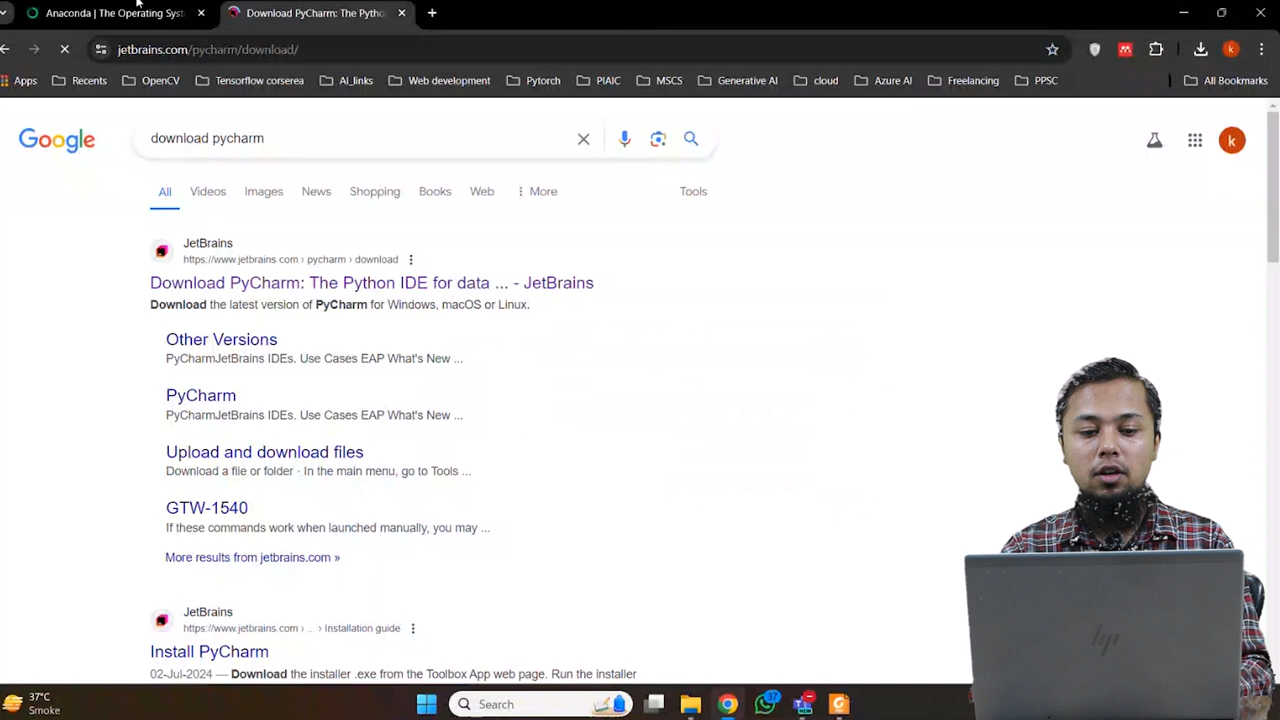 Anaconda | The Operating Syst
Download PyCharm: The Pytho
jetbrains.com/pycharm/download/
k
Apps
Recents
OpenCV
Tensorflow corserea
AI_links
Web development
Pytorch
PIAIC
MSCS
Generative AI
cloud
Azure AI
Freelancing
PPSC
All Bookmarks
Google
download pycharm
k
All
Videos
Images
News
Shopping
Books
Web
More
Tools
JetBrains
https://www.jetbrains.com › pycharm › download
Download PyCharm: The Python IDE for data ... - JetBrains
Download the latest version of PyCharm for Windows, macOS or Linux.
Other Versions
PyCharmJetBrains IDEs. Use Cases EAP What's New ...
PyCharm
PyCharmJetBrains IDEs. Use Cases EAP What's New ...
Upload and download files
Download a file or folder · In the main menu, go to Tools ...
GTW-1540
If these commands work when launched manually, you may ...
More results from jetbrains.com »
JetBrains
https://www.jetbrains.com › ... › Installation guide
Install PyCharm
02-Jul-2024 — Download the installer .exe from the Toolbox App web page. Run the installer
37°C
Smoke
Search
37
NEW
hp